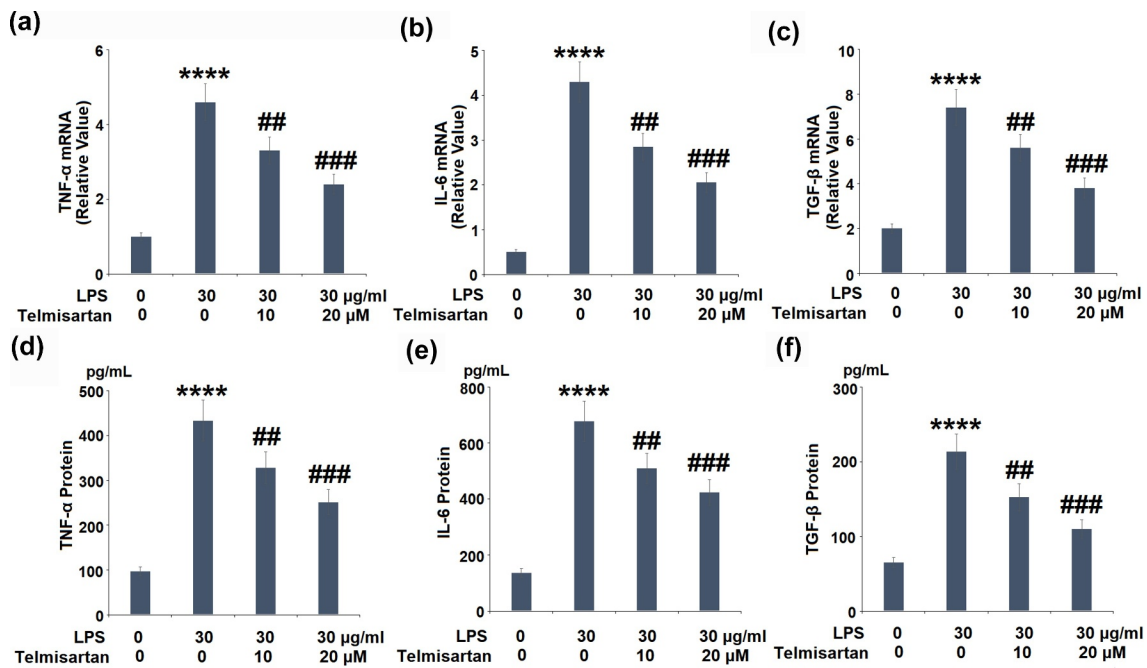 (a)
TNF-α mRNA
(Relative Value)
6
4
2
0
****
##
###
LPS 0 30 30 30 µg/ml
Telmisartan 0 0 10 20 µM
(b)
IL-6 mRNA
(Relative Value)
5
4
3
2
1
0
****
##
###
LPS 0 30 30 30 µg/ml
Telmisartan 0 0 10 20 µM
(c)
TGF-β mRNA
(Relative Value)
10
8
6
4
2
0
****
##
###
LPS 0 30 30 30 µg/ml
Telmisartan 0 0 10 20 µM
(d)
pg/mL
TNF-α Protein
500
400
300
200
100
0
****
##
###
LPS 0 30 30 30 µg/ml
Telmisartan 0 0 10 20 µM
(e)
pg/mL
IL-6 Protein
800
600
400
200
0
****
##
###
LPS 0 30 30 30 µg/ml
Telmisartan 0 0 10 20 µM
(f)
pg/mL
TGF-β Protein
300
200
100
0
****
##
###
LPS 0 30 30 30 µg/ml
Telmisartan 0 0 10 20 µM